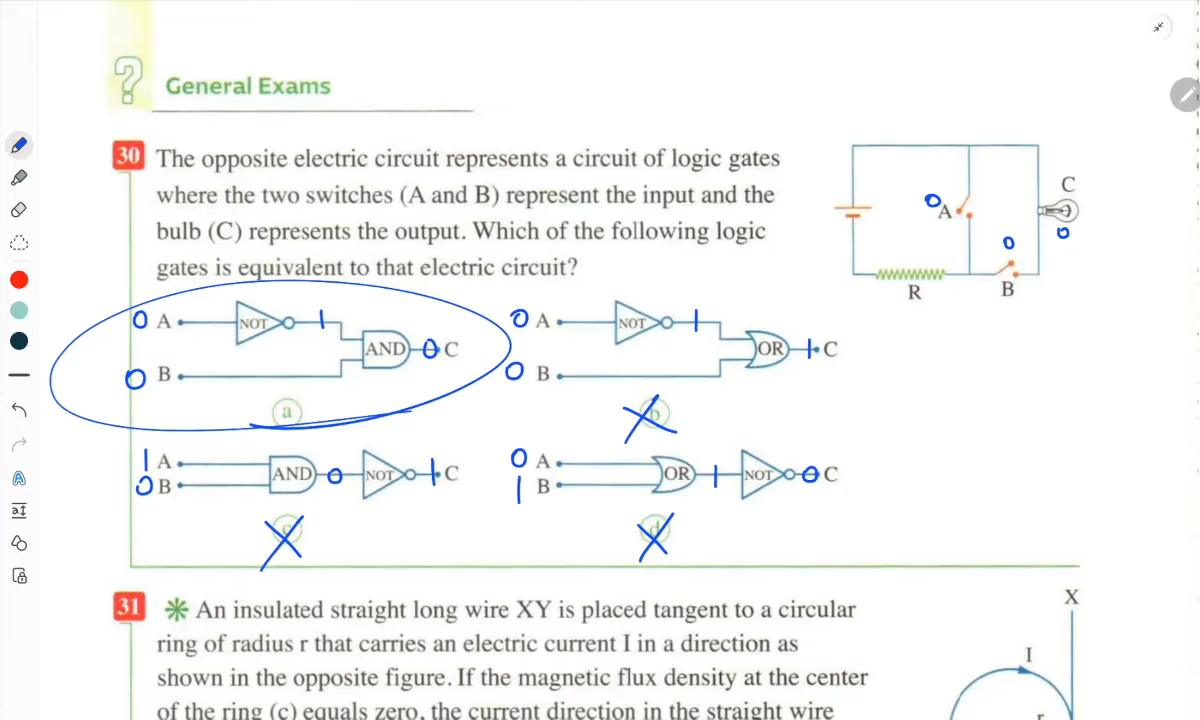 ?
General Exams
30 The opposite electric circuit represents a circuit of logic gates
where the two switches (A and B) represent the input and the
bulb (C) represents the output. Which of the following logic
gates is equivalent to that electric circuit?
0 A
C
0
0
R
B
0 A NOT 1
AND 0 C
0 B
a
0 A NOT 1
OR 1 C
0 B
b
1 A
AND 0 NOT 1 C
0 B
c
0 A
OR 1 NOT 0 C
1 B
d
31 An insulated straight long wire XY is placed tangent to a circular
ring of radius r that carries an electric current I in a direction as
shown in the opposite figure. If the magnetic flux density at the center
of the ring (c) equals zero, the current direction in the straight wire
X
I
r